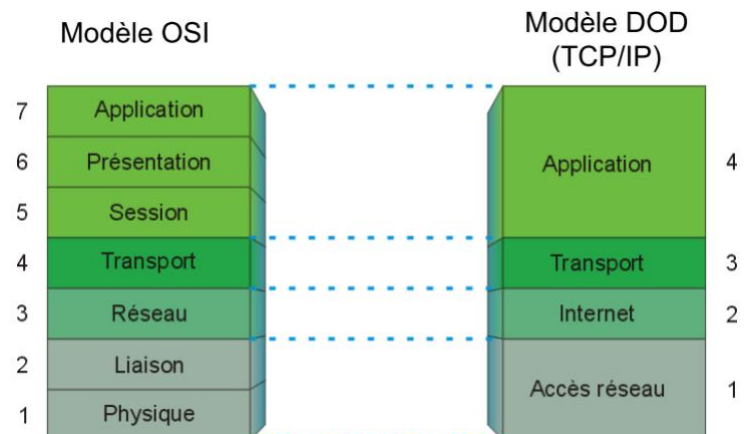 Modèle OSI
Modèle DOD
(TCP/IP)
7 Application
6 Présentation
5 Session
4 Transport
3 Réseau
2 Liaison
1 Physique
Application 4
Transport 3
Internet 2
Accès réseau 1